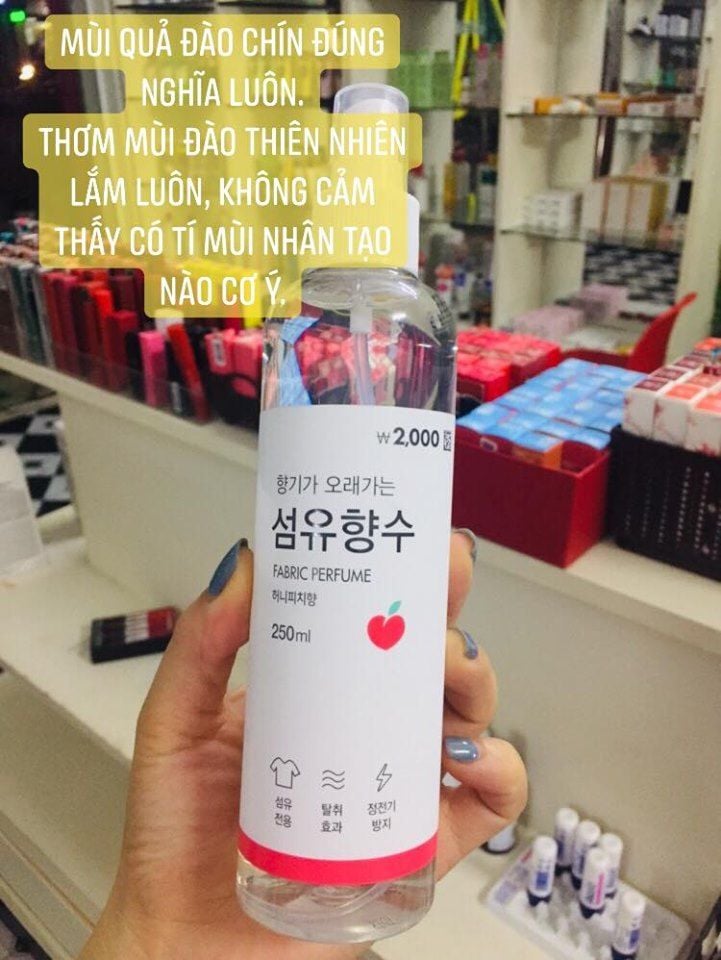 MÙI QUẢ ĐÀO CHÍN ĐÚNG
NGHĨA LUÔN.
THƠM MÙI ĐÀO THIÊN NHIÊN
LẮM LUÔN, KHÔNG CẢM
THẤY CÓ TÍ MÙI NHÂN TẠO
NÀO CƠ Ý.
₩2,000
향기가 오래가는
섬유향수
FABRIC PERFUME
허니피치향
250ml
섬유 탈취 정전기
전용 효과 방지